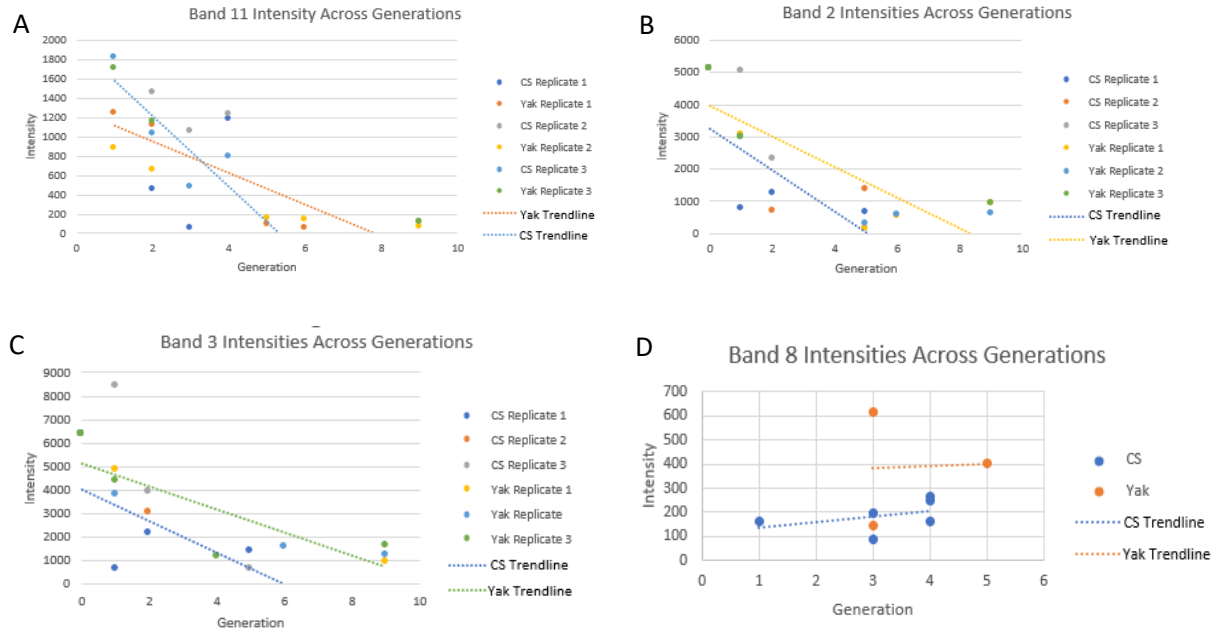 A
Band 11 Intensity Across Generations
Intensity
2000
1800
1600
1400
1200
1000
800
600
400
200
0
0 2 4 6 8 10
Generation
CS Replicate 1
Yak Replicate 1
CS Replicate 2
Yak Replicate 2
CS Replicate 3
Yak Replicate 3
Yak Trendline
CS Trendline
B
Band 2 Intensities Across Generations
Intensity
6000
5000
4000
3000
2000
1000
0
0 2 4 6 8 10
Generation
CS Replicate 1
CS Replicate 2
CS Replicate 3
Yak Replicate 1
Yak Replicate 2
Yak Replicate 3
CS Trendline
Yak Trendline
C
Band 3 Intensities Across Generations
Intensity
9000
8000
7000
6000
5000
4000
3000
2000
1000
0
0 2 4 6 8 10
Generation
CS Replicate 1
CS Replicate 2
CS Replicate 3
Yak Replicate 1
Yak Replicate
Yak Replicate 3
CS Trendline
Yak Trendline
D
Band 8 Intensities Across Generations
Intensity
700
600
500
400
300
200
100
0
0 1 2 3 4 5 6
Generation
CS
Yak
CS Trendline
Yak Trendline